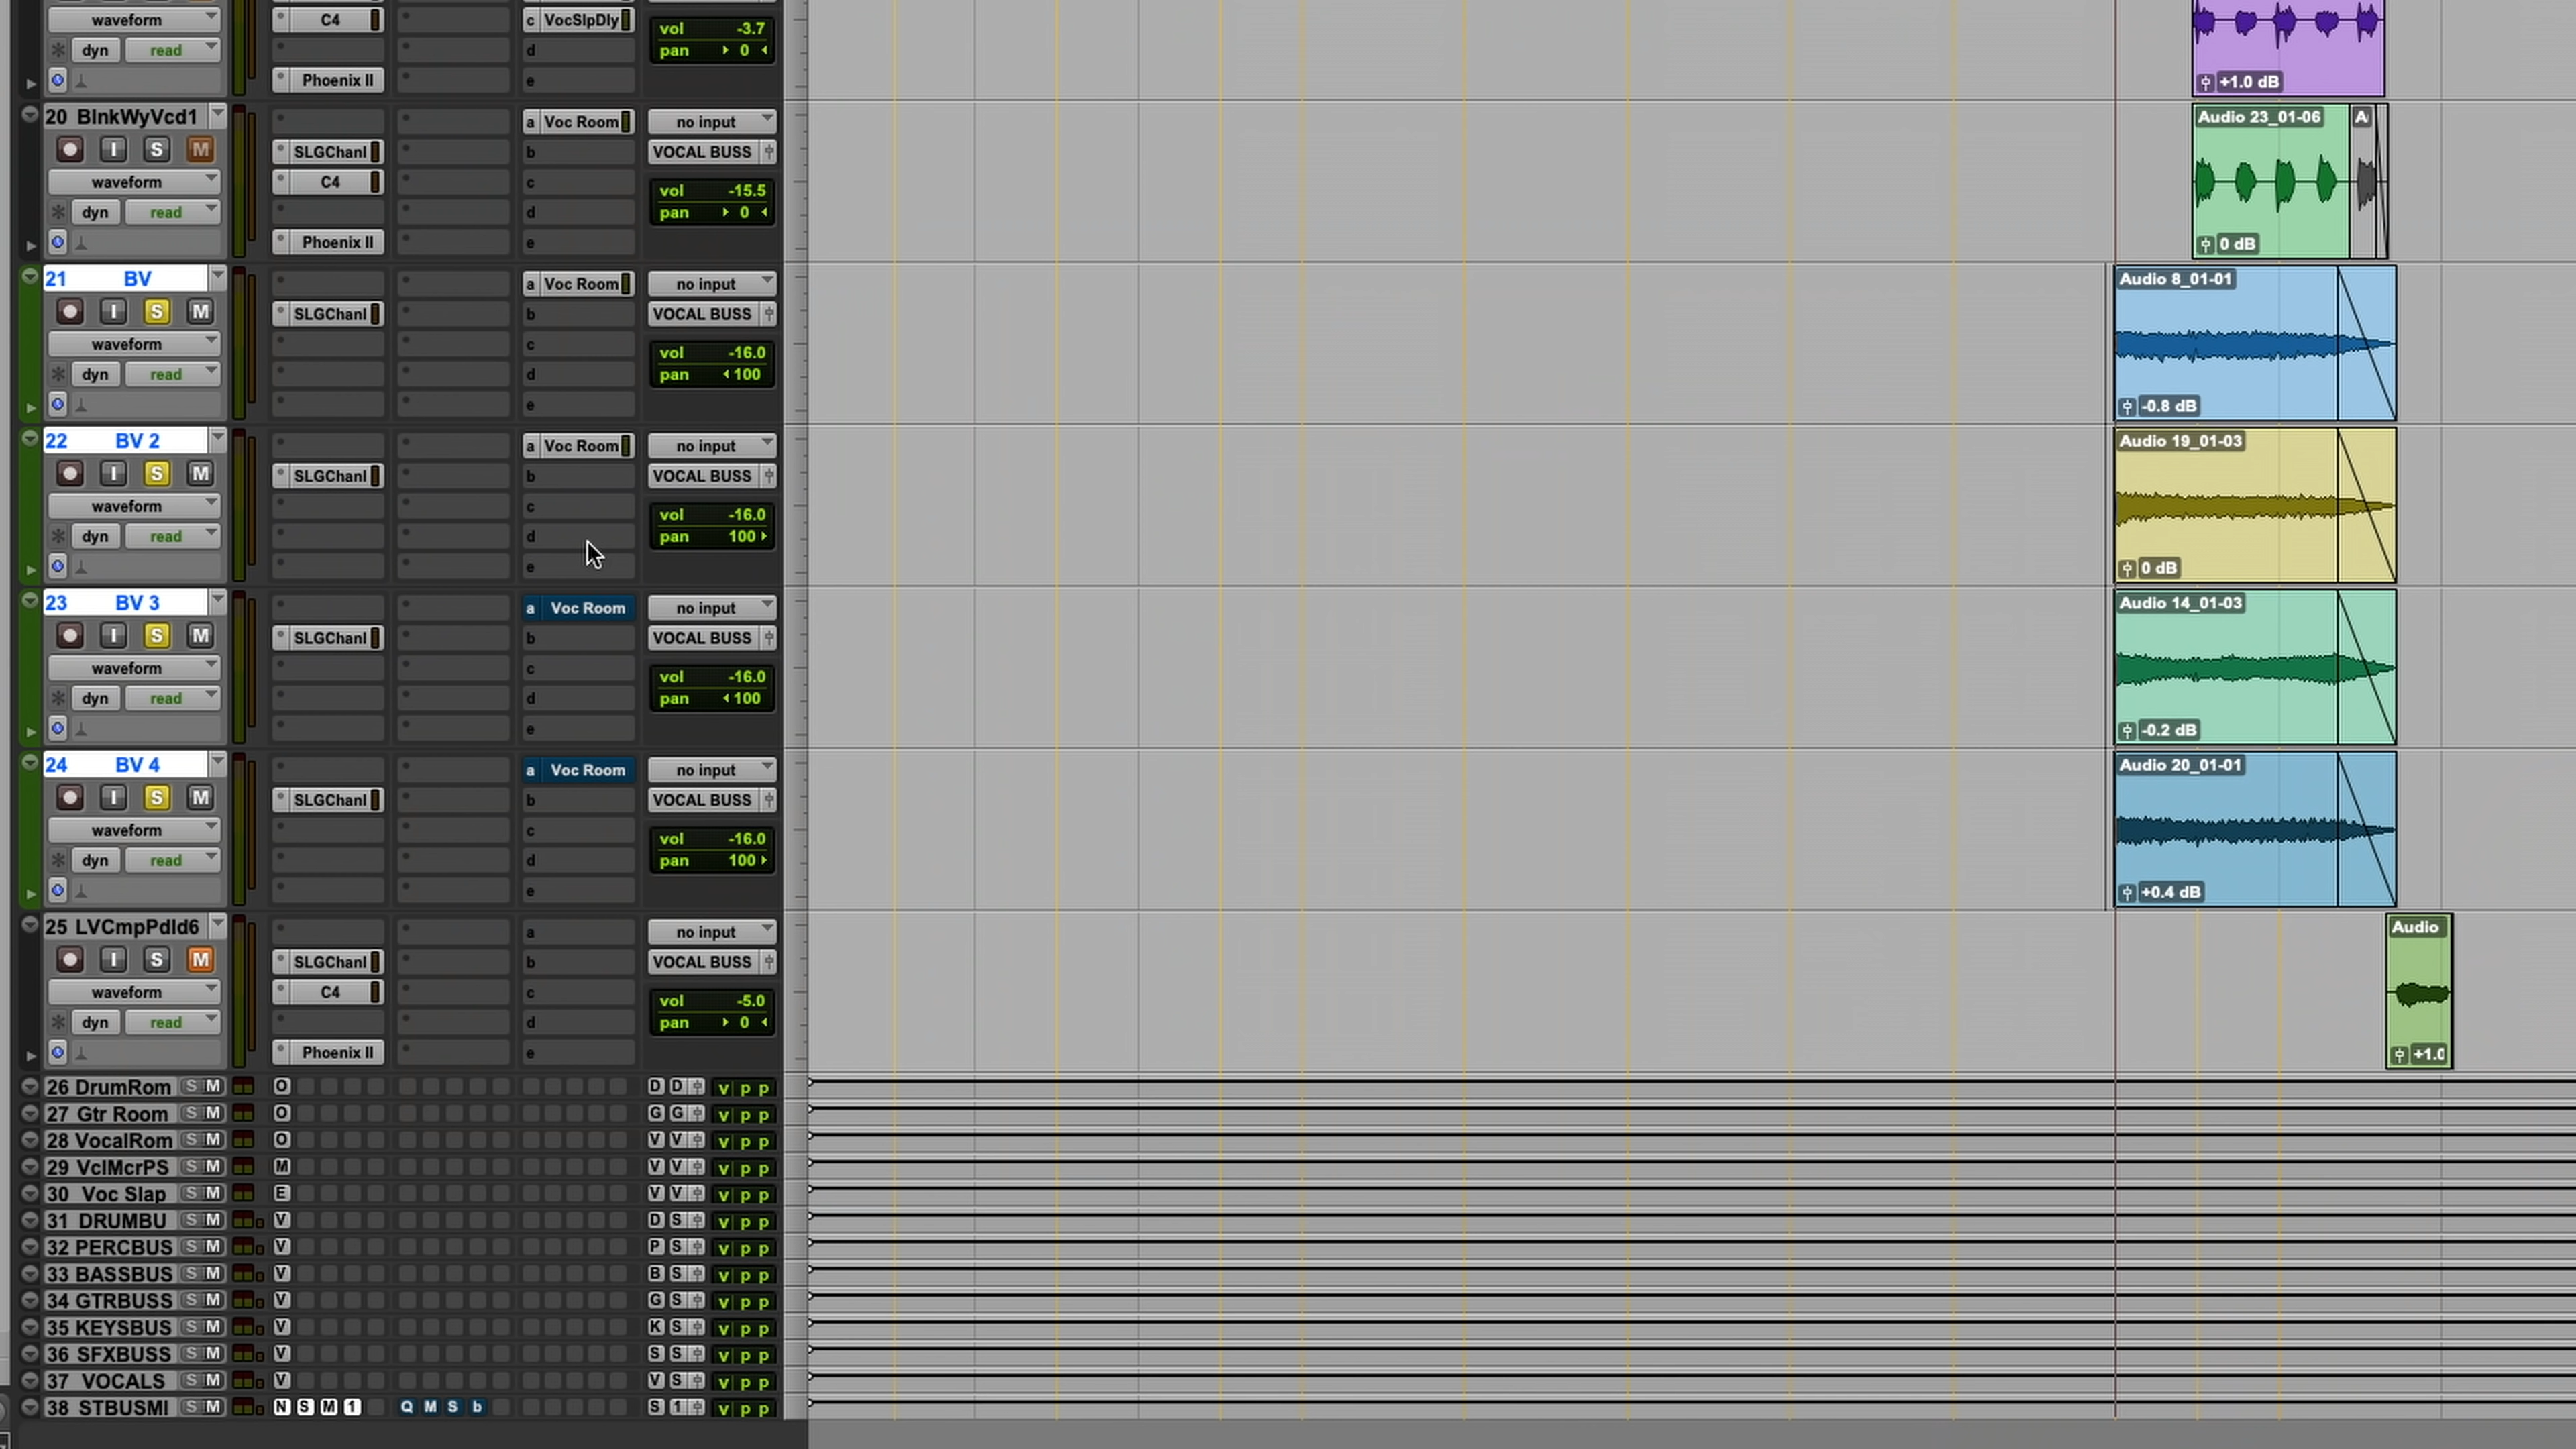 waveform C4 c VocSlpDly vol -3.7
dyn read d pan 0
Phoenix II e +1.0 dB
20 BlnkWyVcd1 a Voc Room no input Audio 23_01-06 A
I S M SLGChanl b VOCAL BUSS
waveform C4 c vol -15.5
dyn read d pan 0
Phoenix II e 0 dB
21 BV a Voc Room no input Audio 8_01-01
I S M SLGChanl b VOCAL BUSS
waveform c vol -16.0
dyn read d pan 100
e -0.8 dB
22 BV 2 a Voc Room no input Audio 19_01-03
I S M SLGChanl b VOCAL BUSS
waveform c vol -16.0
dyn read d pan 100
e 0 dB
23 BV 3 a Voc Room no input Audio 14_01-03
I S M SLGChanl b VOCAL BUSS
waveform c vol -16.0
dyn read d pan 100
e -0.2 dB
24 BV 4 a Voc Room no input Audio 20_01-01
I S M SLGChanl b VOCAL BUSS
waveform c vol -16.0
dyn read d pan 100
e +0.4 dB
25 LVCmpPdld6 a no input Audio
I S M SLGChanl b VOCAL BUSS
waveform C4 c vol -5.0
dyn read d pan 0
Phoenix II e +1.0
26 DrumRom S M O D D v p p
27 Gtr Room S M O G G v p p
28 VocalRom S M O V V v p p
29 VclMcrPS S M M V V v p p
30 Voc Slap S M E V V v p p
31 DRUMBU S M V D S v p p
32 PERCBUS S M V P S v p p
33 BASSBUS S M V B S v p p
34 GTRBUSS S M V G S v p p
35 KEYSBUS S M V K S v p p
36 SFXBUSS S M V S S v p p
37 VOCALS S M V V S v p p
38 STBUSMI S M N S M 1 Q M S b S 1 v p p